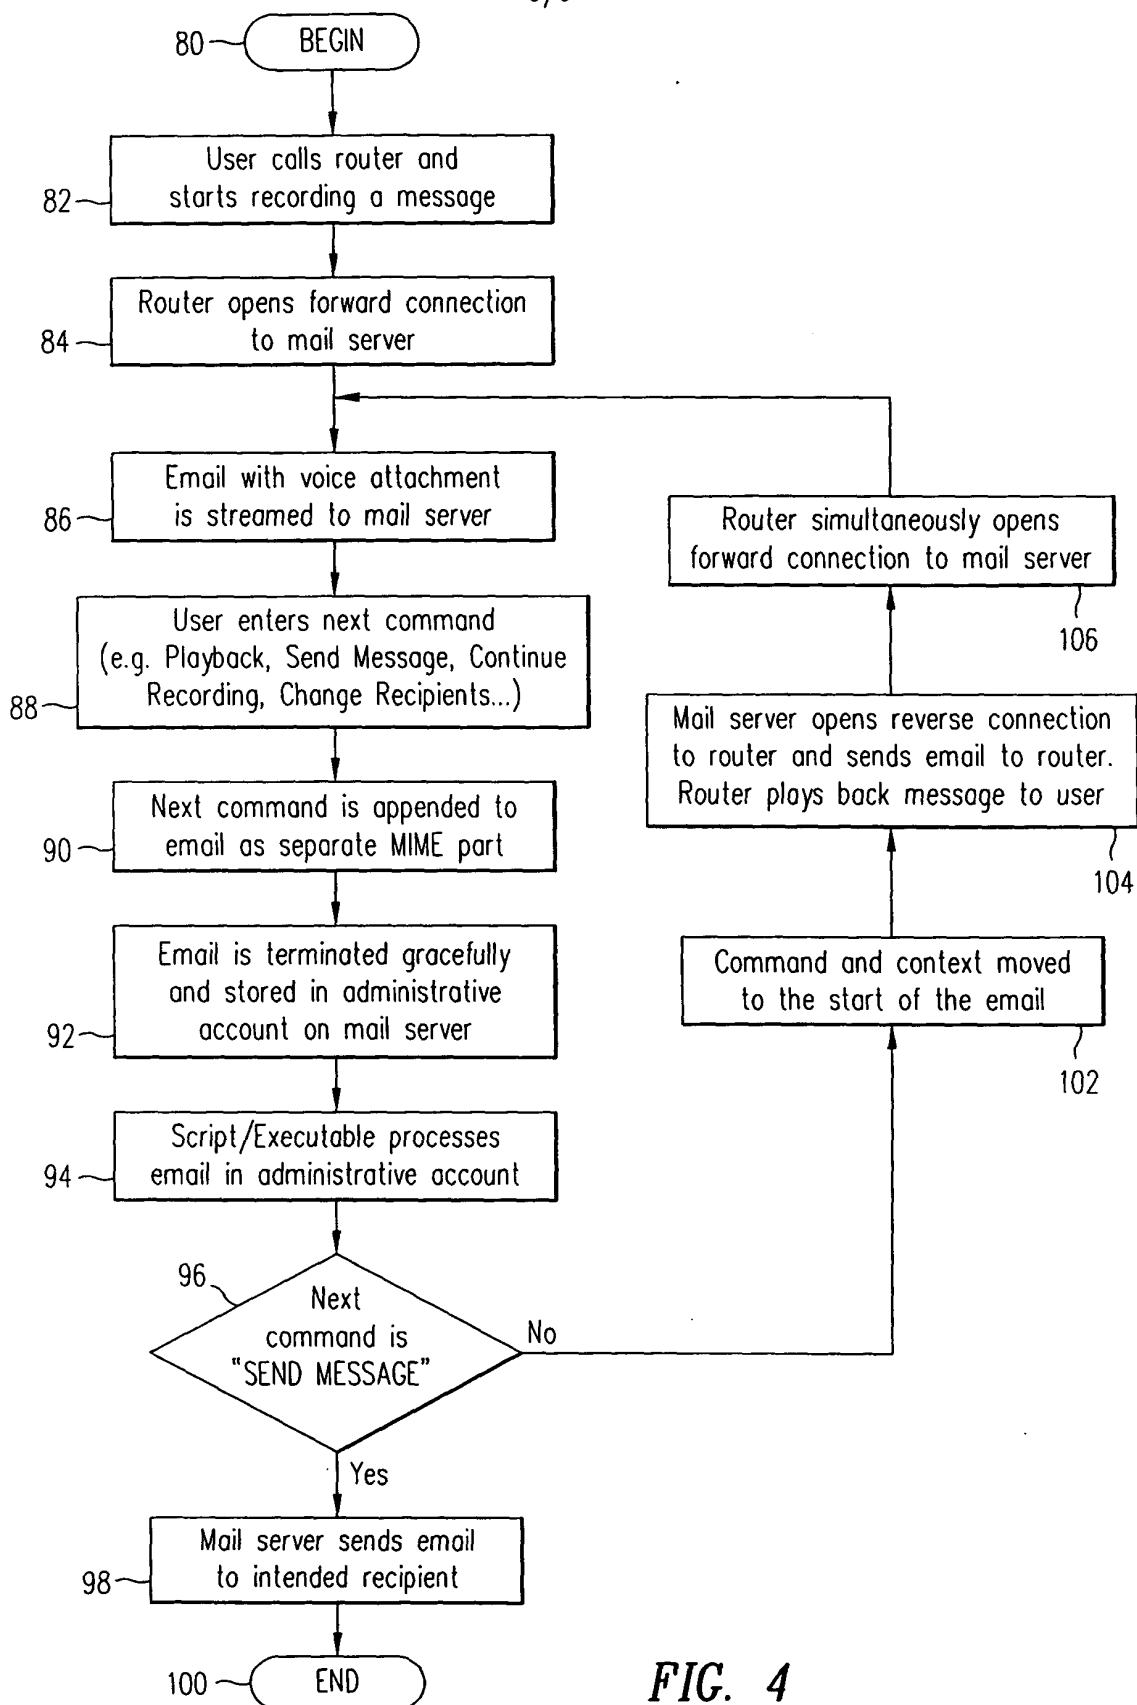 80
BEGIN
User calls router and
starts recording a message
82
Router opens forward connection
to mail server
84
Email with voice attachment
is streamed to mail server
86
User enters next command
(e.g. Playback, Send Message, Continue
Recording, Change Recipients...)
88
Next command is appended to
email as separate MIME part
90
Email is terminated gracefully
and stored in administrative
account on mail server
92
Script/Executable processes
email in administrative account
94
96
Next
command is
"SEND MESSAGE"
No
Yes
Mail server sends email
to intended recipient
98
100
END
Router simultaneously opens
forward connection to mail server
106
Mail server opens reverse connection
to router and sends email to router.
Router plays back message to user
104
Command and context moved
to the start of the email
102
FIG. 4